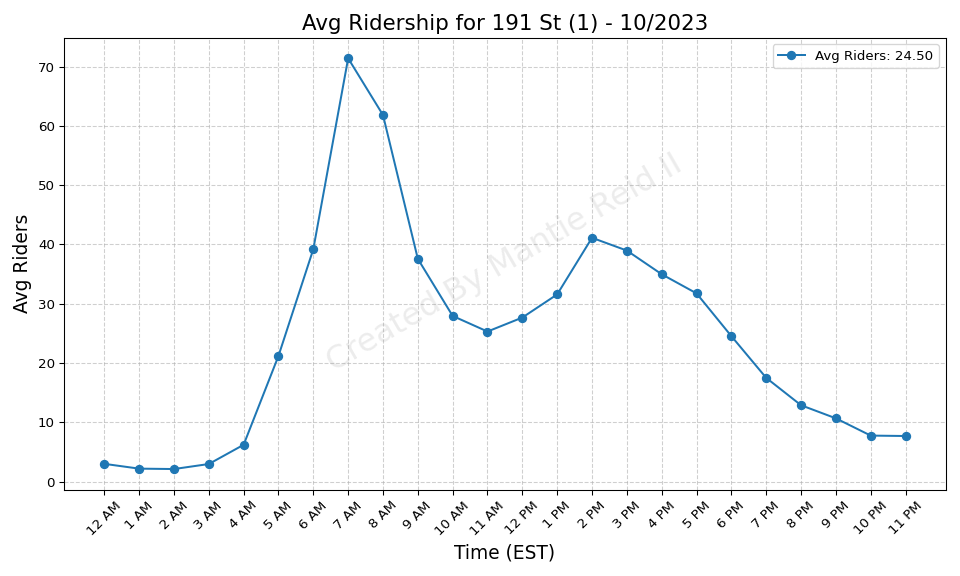 Avg Ridership for 191 St (1) - 10/2023
Avg Riders: 24.50
Avg Riders
70
60
50
40
30
20
10
0
Created By Mantie Reid II
12 AM
1 AM
2 AM
3 AM
4 AM
5 AM
6 AM
7 AM
8 AM
9 AM
10 AM
11 AM
12 PM
1 PM
2 PM
3 PM
4 PM
5 PM
6 PM
7 PM
8 PM
9 PM
10 PM
11 PM
Time (EST)